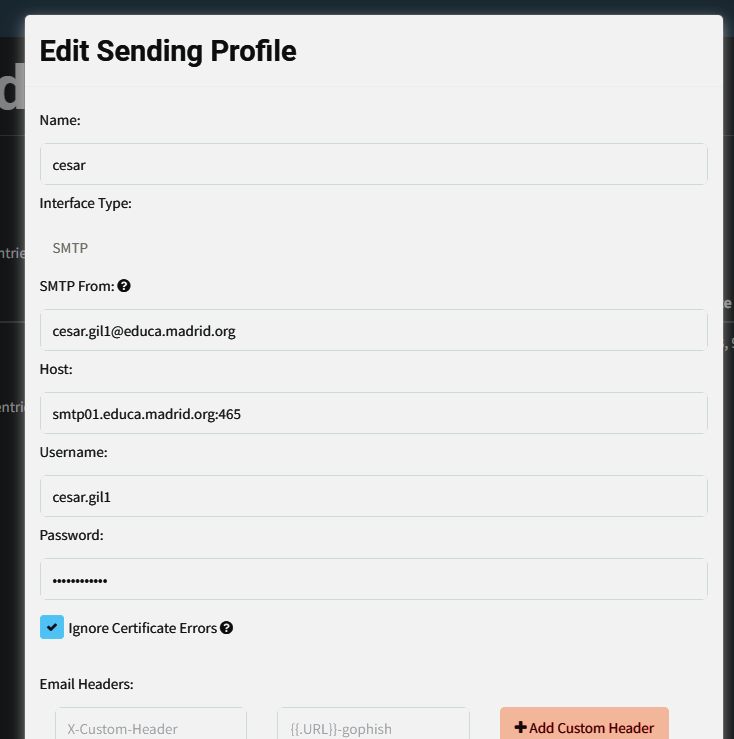 Edit Sending Profile
Name:
cesar
Interface Type:
SMTP
SMTP From:
cesar.gil1@educa.madrid.org
Host:
smtp01.educa.madrid.org:465
Username:
cesar.gil1
Password:
••••••••••••
Ignore Certificate Errors
Email Headers:
X-Custom-Header
{{.URL}}-gophish
Add Custom Header